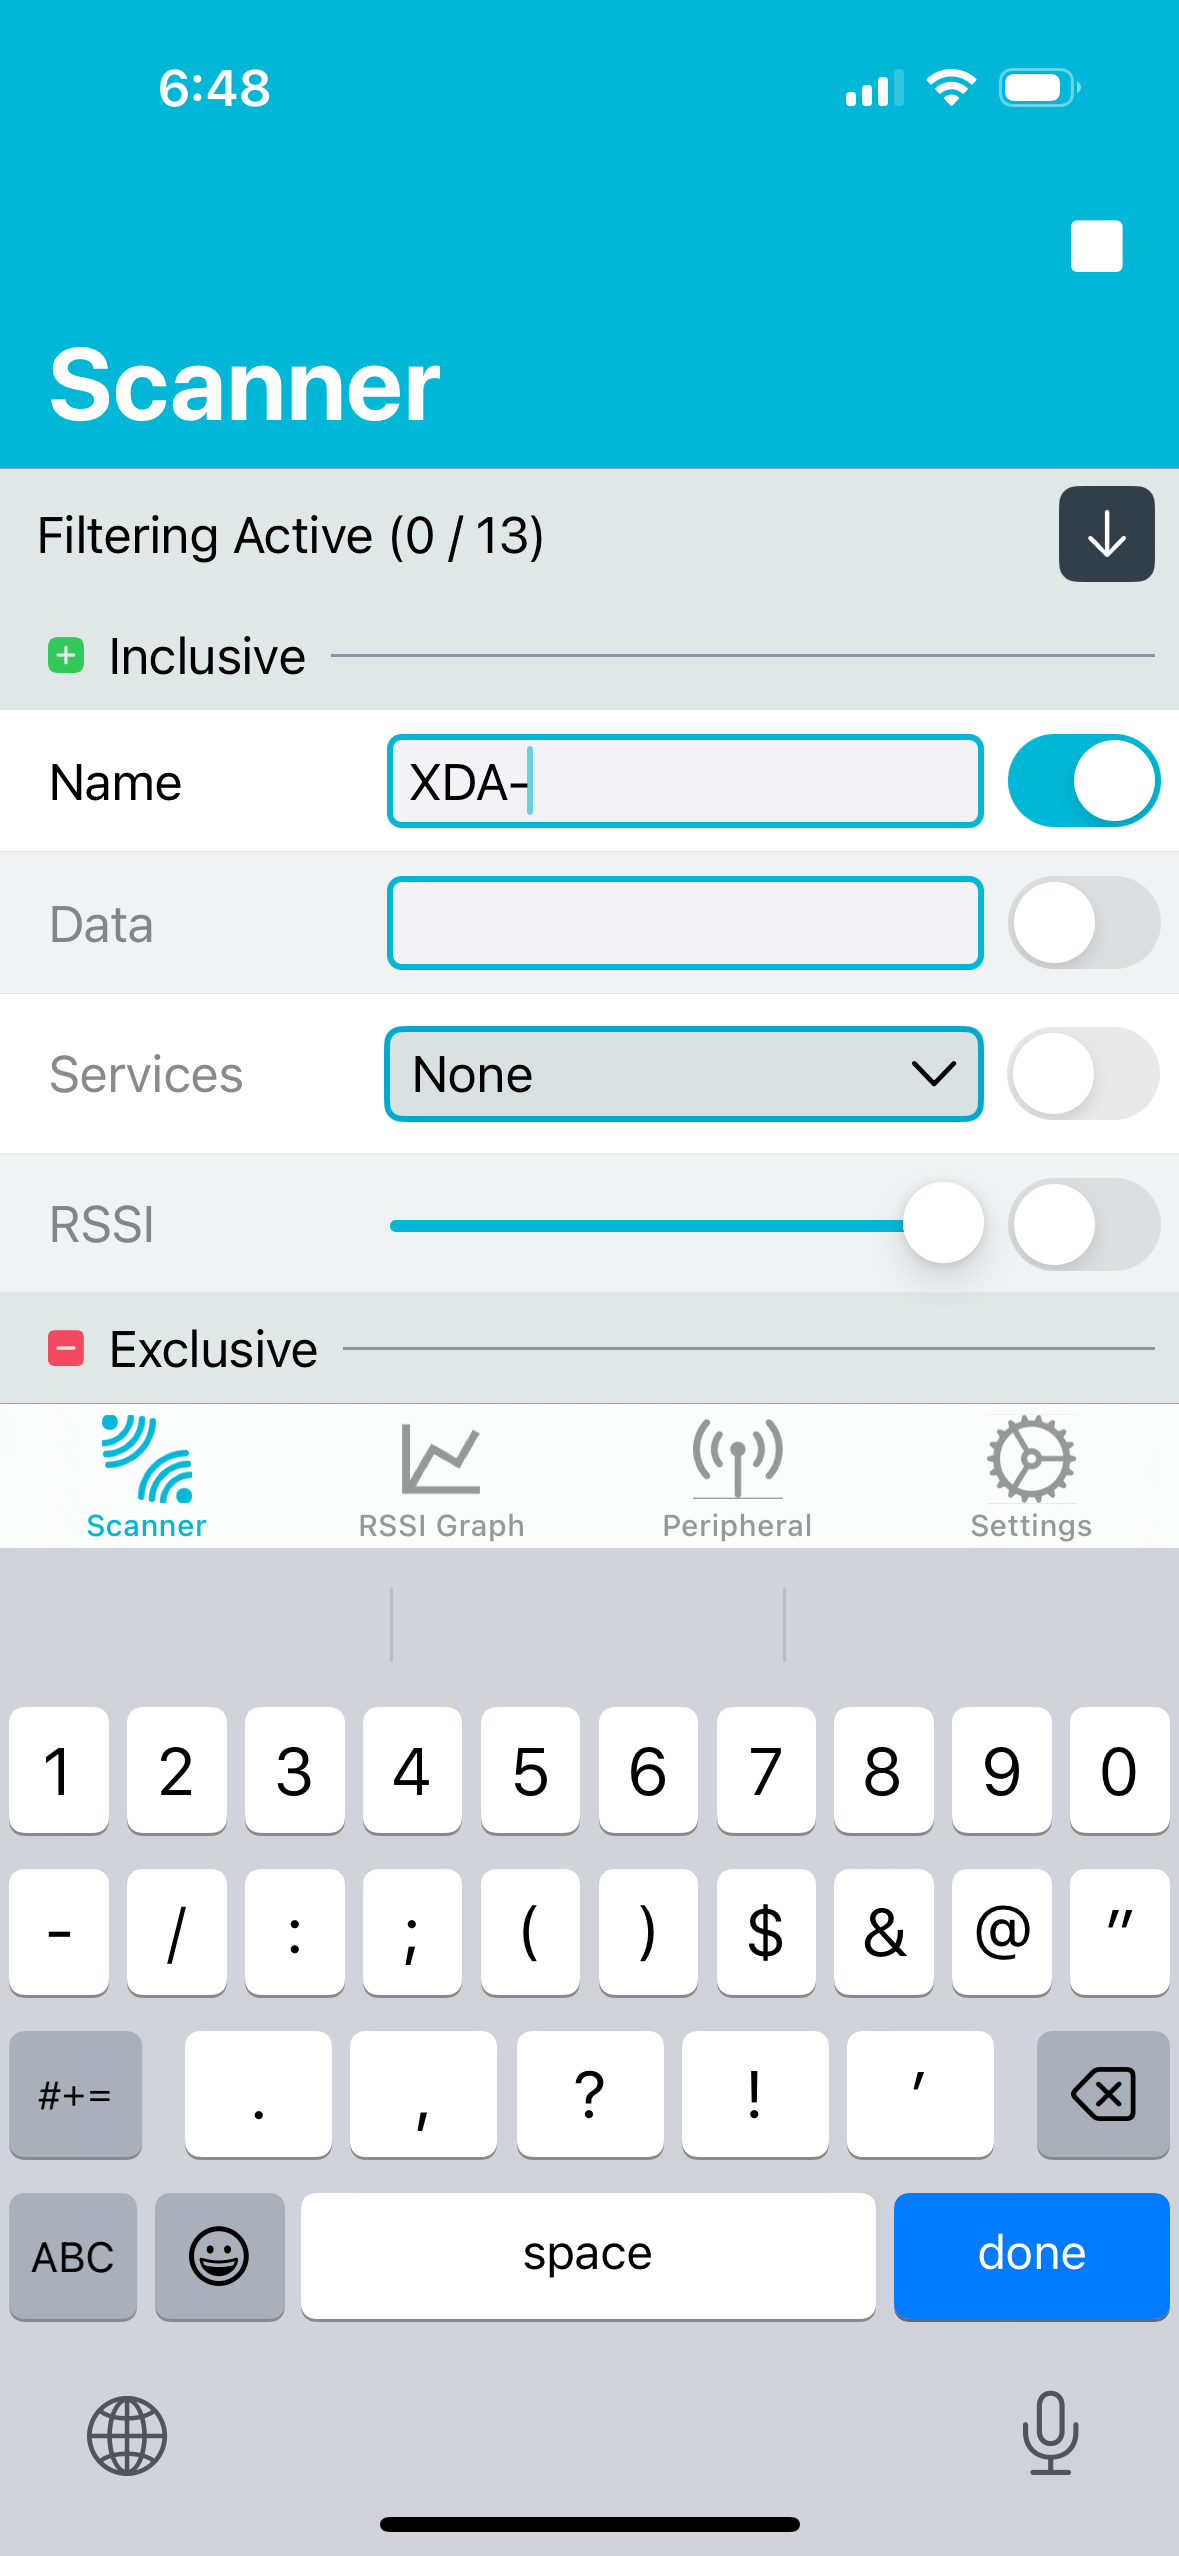 6:48
Scanner
Filtering Active (0 / 13)
Inclusive
Name XDA-
Data
Services None
RSSI
Exclusive
Scanner RSSI Graph Peripheral Settings
1 2 3 4 5 6 7 8 9 0
- / : ; ( ) $ & @ "
#+= . , ? ! '
ABC space done